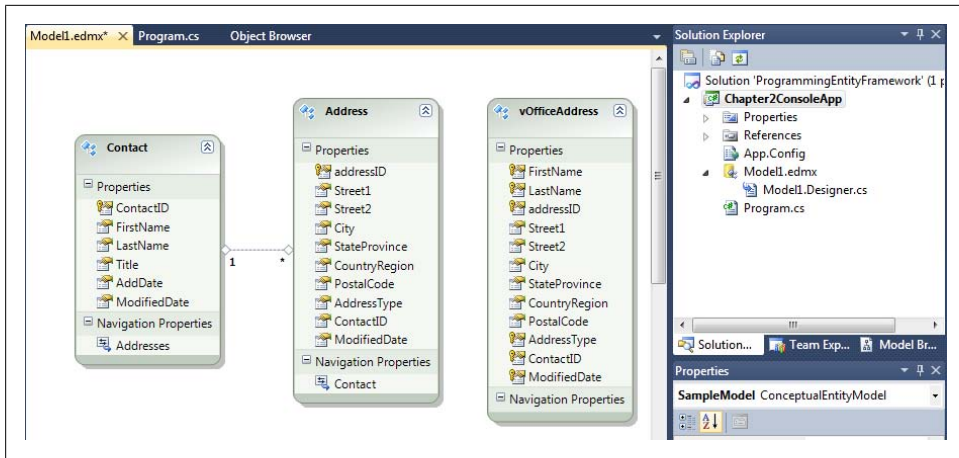 Model1.edmx* × Program.cs Object Browser
Contact
Properties
ContactID
FirstName
LastName
Title
AddDate
ModifiedDate
Navigation Properties
Addresses
1
*
Address
Properties
addressID
Street1
Street2
City
StateProvince
CountryRegion
PostalCode
AddressType
ContactID
ModifiedDate
Navigation Properties
Contact
vOfficeAddress
Properties
FirstName
LastName
addressID
Street1
Street2
City
StateProvince
CountryRegion
PostalCode
AddressType
ContactID
ModifiedDate
Navigation Properties
Solution Explorer
Solution 'ProgrammingEntityFramework' (1 p
Chapter2ConsoleApp
Properties
References
App.Config
Model1.edmx
Model1.Designer.cs
Program.cs
Solution... Team Exp... Model Br...
Properties
SampleModel ConceptualEntityModel